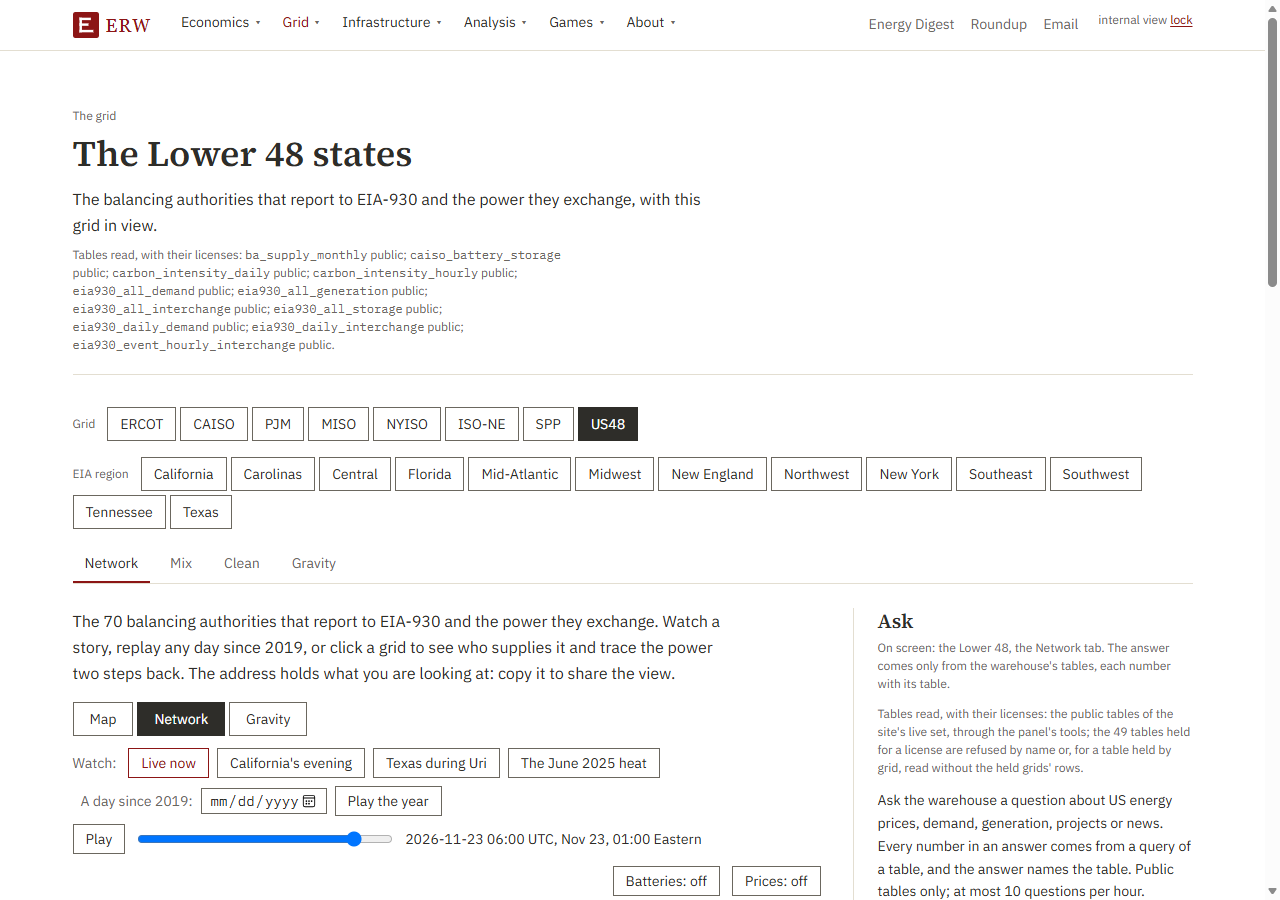 E ERW Economics Grid Infrastructure Analysis Games About Energy Digest Roundup Email internal view lock
The grid
The Lower 48 states
The balancing authorities that report to EIA-930 and the power they exchange, with this
grid in view.
Tables read, with their licenses: ba_supply_monthly public; caiso_battery_storage
public; carbon_intensity_daily public; carbon_intensity_hourly public;
eia930_all_demand public; eia930_all_generation public;
eia930_all_interchange public; eia930_all_storage public;
eia930_daily_demand public; eia930_daily_interchange public;
eia930_event_hourly_interchange public.
Grid ERCOT CAISO PJM MISO NYISO ISO-NE SPP US48
EIA region California Carolinas Central Florida Mid-Atlantic Midwest New England Northwest New York Southeast Southwest
Tennessee Texas
Network Mix Clean Gravity
The 70 balancing authorities that report to EIA-930 and the power they exchange. Watch a
story, replay any day since 2019, or click a grid to see who supplies it and trace the power
two steps back. The address holds what you are looking at: copy it to share the view.
Map Network Gravity
Watch: Live now California's evening Texas during Uri The June 2025 heat
A day since 2019: mm/dd/yyyy Play the year
Play 2026-11-23 06:00 UTC, Nov 23, 01:00 Eastern
Batteries: off Prices: off
Ask
On screen: the Lower 48, the Network tab. The answer
comes only from the warehouse's tables, each number
with its table.
Tables read, with their licenses: the public tables of the
site's live set, through the panel's tools; the 49 tables held
for a license are refused by name or, for a table held by
grid, read without the held grids' rows.
Ask the warehouse a question about US energy
prices, demand, generation, projects or news.
Every number in an answer comes from a query of
a table, and the answer names the table. Public
tables only; at most 10 questions per hour.